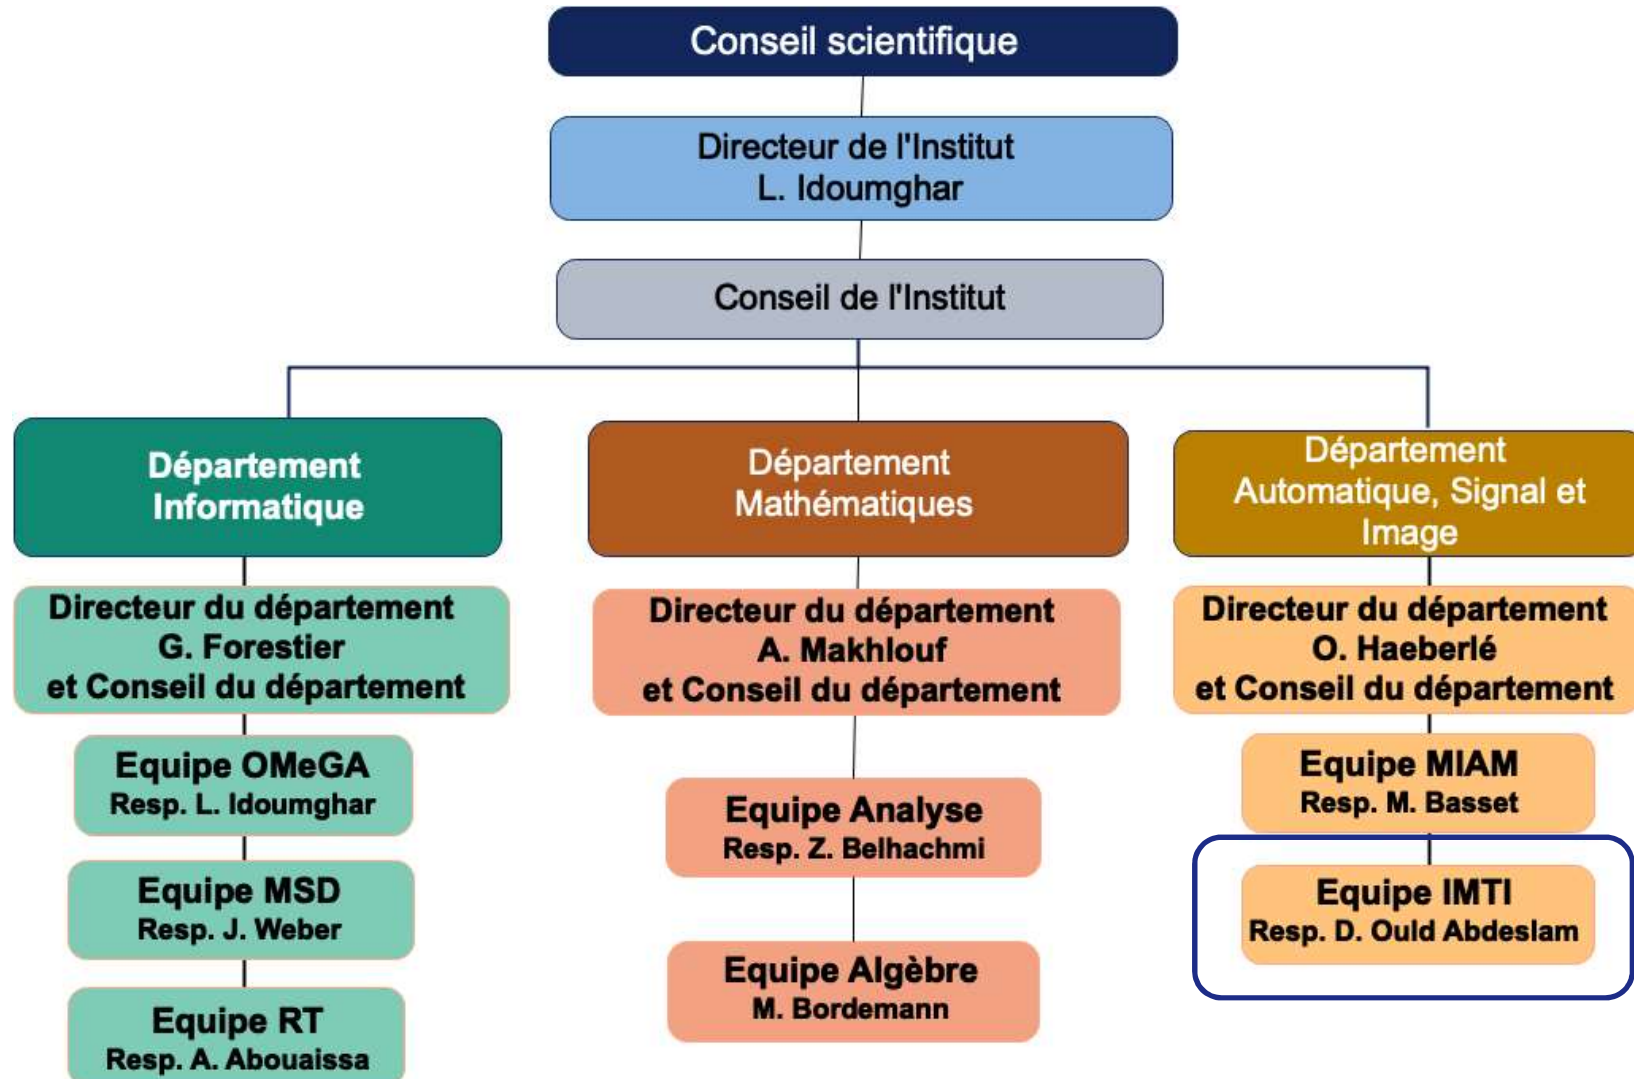 Conseil scientifique
Directeur de l'Institut
L. Idoumghar
Conseil de l'Institut
Département
Informatique
Directeur du département
G. Forestier
et Conseil du département
Equipe OMeGA
Resp. L. Idoumghar
Equipe MSD
Resp. J. Weber
Equipe RT
Resp. A. Abouaissa
Département
Mathématiques
Directeur du département
A. Makhlouf
et Conseil du département
Equipe Analyse
Resp. Z. Belhachmi
Equipe Algèbre
M. Bordemann
Département
Automatique, Signal et
Image
Directeur du département
O. Haeberlé
et Conseil du département
Equipe MIAM
Resp. M. Basset
Equipe IMTI
Resp. D. Ould Abdeslam